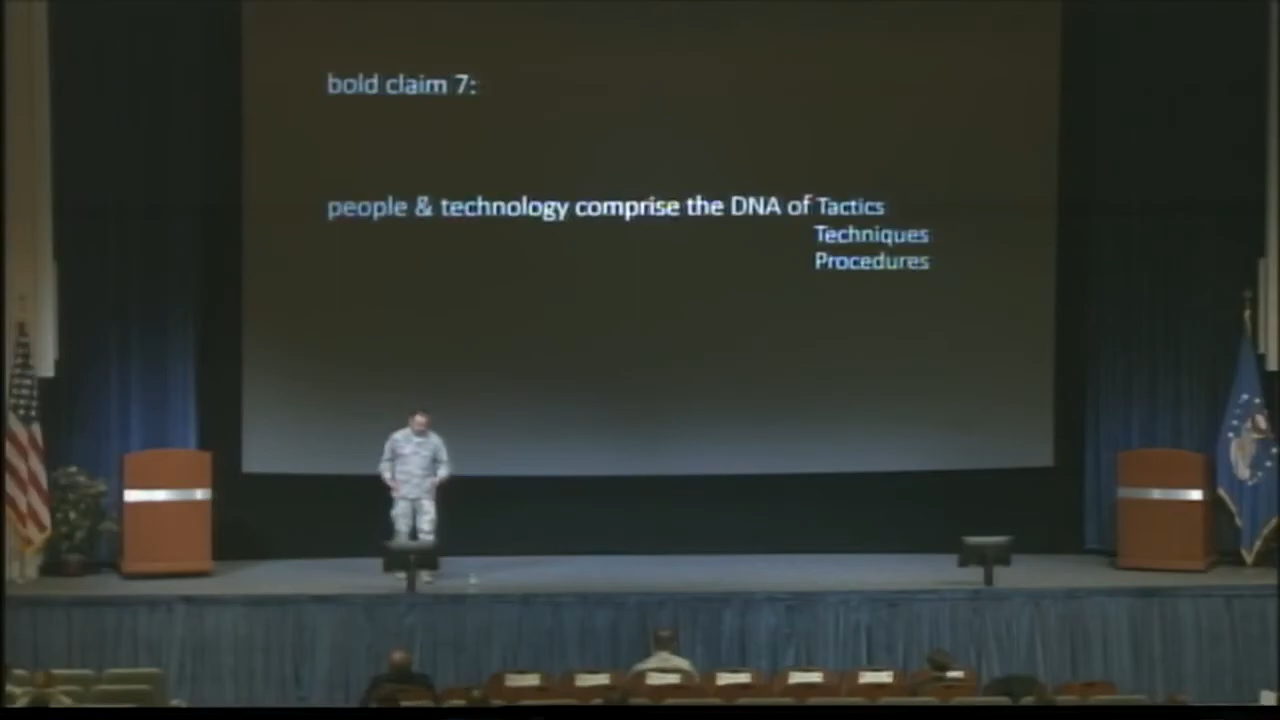 bold claim 7:
people & technology comprise the DNA of Tactics
Techniques
Procedures